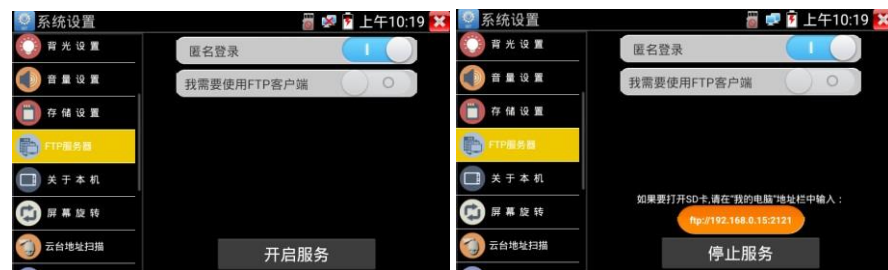 系统设置
上午10:19
背光设置
匿名登录
音量设置
我需要使用FTP客户端
存储设置
FTP服务器
关于本机
屏幕旋转
云台地址扫描
开启服务
系统设置
上午10:19
背光设置
匿名登录
音量设置
我需要使用FTP客户端
存储设置
FTP服务器
关于本机
如果要打开SD卡,请在"我的电脑"地址栏中输入：
屏幕旋转
ftp://192.168.0.15:2121
云台地址扫描
停止服务